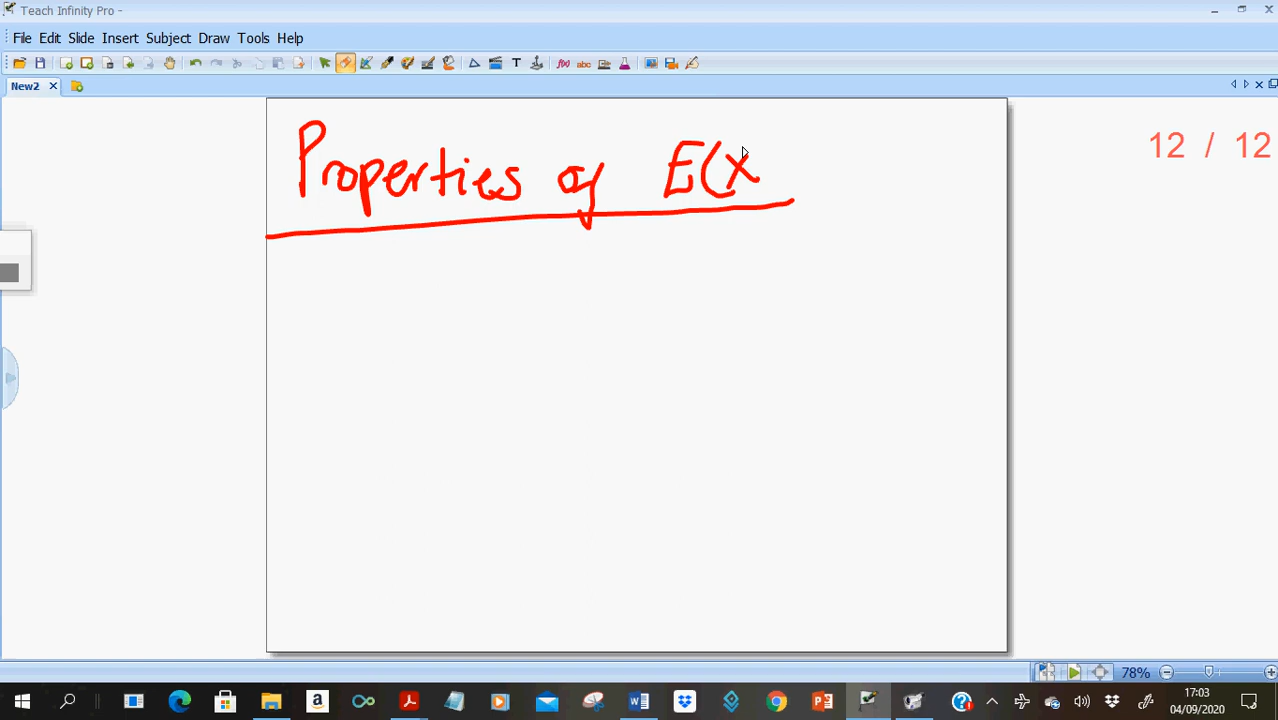 Teach Infinity Pro -
File Edit Slide Insert Subject Draw Tools Help
New2
Properties of E(X
12 / 12
78%
17:03
04/09/2020